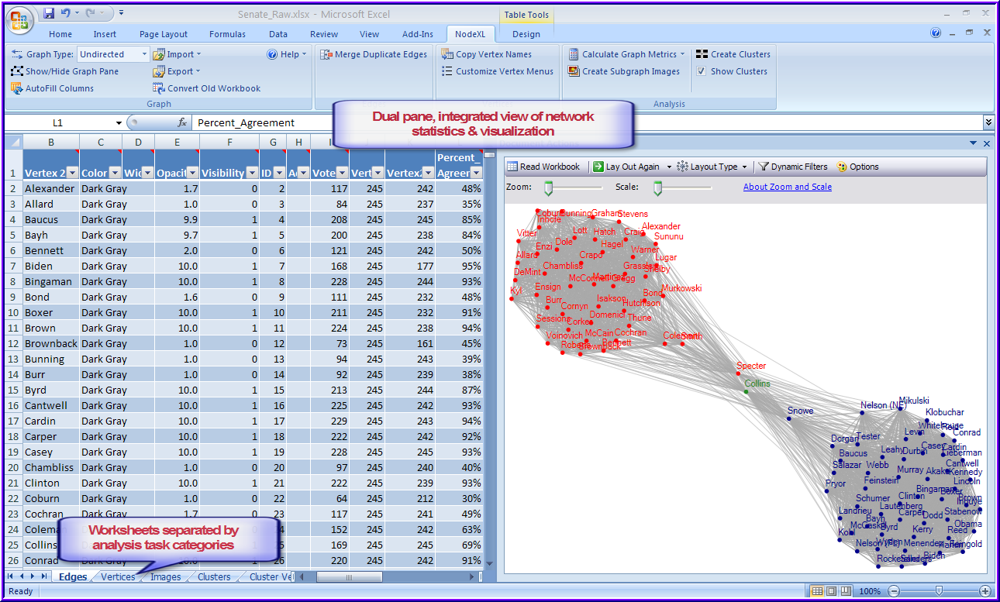 Senate_Raw.xlsx - Microsoft Excel
Table Tools
Home Insert Page Layout Formulas Data Review View Add-Ins NodeXL Design
Graph Type: Undirected Import Help Merge Duplicate Edges Copy Vertex Names Calculate Graph Metrics Create Clusters
Show/Hide Graph Pane Export Customize Vertex Menus Create Subgraph Images Show Clusters
AutoFill Columns Convert Old Workbook
Graph Analysis
Dual pane, integrated view of network
statistics & visualization
L1 fx Percent_Agreement
B C D E F G H
Percent_
1 Vertex 2 Color Wid Opacit Visibility ID Ad Vote Vert Vertex2 Agreer
2 Alexander Dark Gray 1.7 0 2 117 245 242 48%
3 Allard Dark Gray 1.0 0 3 84 245 237 35%
4 Baucus Dark Gray 9.9 1 4 208 245 245 85%
5 Bayh Dark Gray 9.7 1 5 200 245 238 84%
6 Bennett Dark Gray 2.0 0 6 121 245 242 50%
7 Biden Dark Gray 10.0 1 7 168 245 177 95%
8 Bingaman Dark Gray 10.0 1 8 228 245 244 93%
9 Bond Dark Gray 1.6 0 9 111 245 232 48%
10 Boxer Dark Gray 10.0 1 10 211 245 232 91%
11 Brown Dark Gray 10.0 1 11 224 245 238 94%
12 Brownback Dark Gray 1.0 0 12 73 245 161 45%
13 Bunning Dark Gray 1.0 0 13 94 245 243 39%
14 Burr Dark Gray 1.0 0 14 92 245 239 38%
15 Byrd Dark Gray 10.0 1 15 213 245 244 87%
16 Cantwell Dark Gray 10.0 1 16 225 245 242 93%
17 Cardin Dark Gray 10.0 1 17 229 245 243 94%
18 Carper Dark Gray 10.0 1 18 222 245 242 92%
19 Casey Dark Gray 10.0 1 19 228 245 245 93%
20 Chambliss Dark Gray 1.0 0 20 97 245 240 40%
21 Clinton Dark Gray 10.0 1 21 222 245 239 93%
22 Coburn Dark Gray 1.0 0 22 64 245 212 30%
23 Cochran Dark Gray 1.7 0 23 117 245 241 49%
24 Colema 4 152 245 242 63%
25 Collins 5 169 245 245 69%
26 Conrad 26 220 245 242 91%
Worksheets separated by
analysis task categories
Edges Vertices Images Clusters Cluster Ve
Read Workbook Lay Out Again Layout Type Dynamic Filters Options
Zoom: Scale: About Zoom and Scale
Coburn Bunning Graham Stevens
Inhofe
Vitter Lott Hatch Craig Alexander
Sununu
Enzi Dole Hagel
Allard Crapo Warner Lugar
DeMint Chambliss Grassley Shelby
McConnell Martinez Gregg
Kyl Ensign Bond Murkowski
Burr Isakson Hutchison
Cornyn
Sessions Corker Domenici Thune
Voinovich McCain Cochran Coleman Smith
Roberts Brownback Bennett
Specter
Collins
Snowe
Nelson (NE) Mikulski
Klobuchar
Whitehouse Reid
Levin Conrad
Dorgan Tester
Casey Cardin
Baucus Leahy Durbin Lieberman
Salazar Webb Cantwell
Murray Akaka Kennedy
Pryor Feinstein Lincoln
Bingaman Boxer
Schumer Clinton Brown
Lautenberg Inouye
Landrieu Carper Dodd Stabenow
Bayh
McCaskill Byrd Obama
Kohl Kerry Reed
Nelson (FL) Wyden Menendez Harkin Feingold
Rockefeller Sanders Biden
Ready 100%